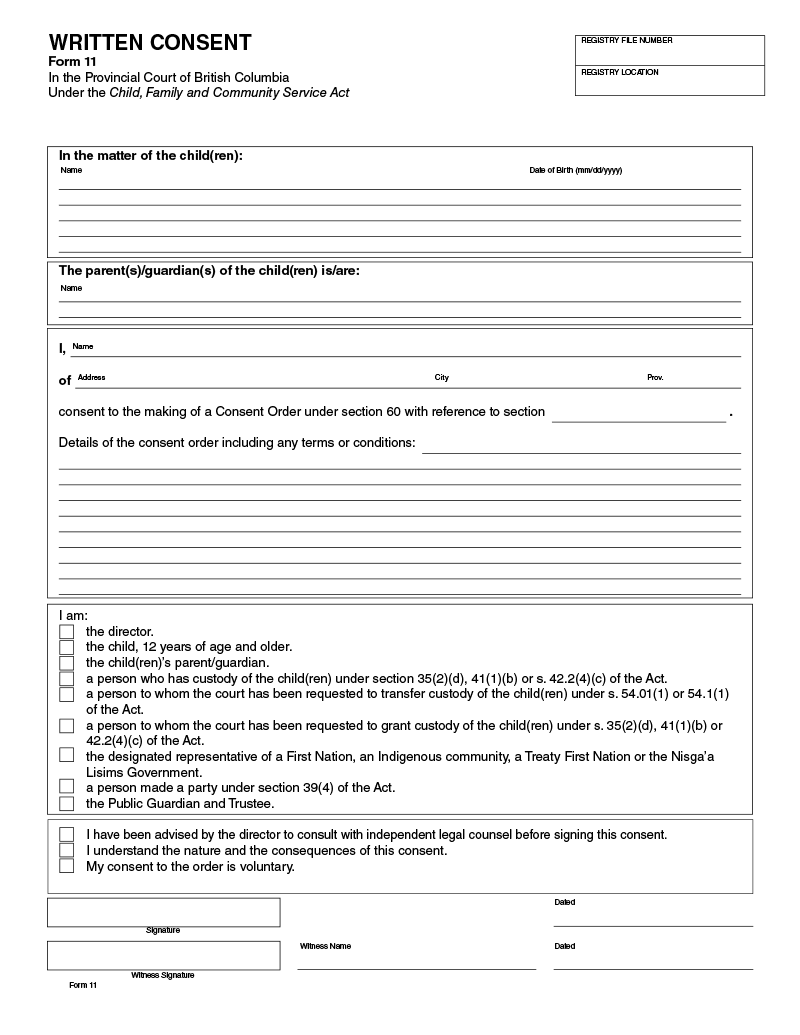 WRITTEN CONSENT
Form 11
In the Provincial Court of British Columbia
Under the Child, Family and Community Service Act
REGISTRY FILE NUMBER
REGISTRY LOCATION
In the matter of the child(ren):
Name Date of Birth (mm/dd/yyyy)
The parent(s)/guardian(s) of the child(ren) is/are:
Name
I, Name
of Address City Prov.
consent to the making of a Consent Order under section 60 with reference to section .
Details of the consent order including any terms or conditions:
I am:
the director.
the child, 12 years of age and older.
the child(ren)'s parent/guardian.
a person who has custody of the child(ren) under section 35(2)(d), 41(1)(b) or s. 42.2(4)(c) of the Act.
a person to whom the court has been requested to transfer custody of the child(ren) under s. 54.01(1) or 54.1(1)
of the Act.
a person to whom the court has been requested to grant custody of the child(ren) under s. 35(2)(d), 41(1)(b) or
42.2(4)(c) of the Act.
the designated representative of a First Nation, an Indigenous community, a Treaty First Nation or the Nisga'a
Lisims Government.
a person made a party under section 39(4) of the Act.
the Public Guardian and Trustee.
I have been advised by the director to consult with independent legal counsel before signing this consent.
I understand the nature and the consequences of this consent.
My consent to the order is voluntary.
Dated
Signature
Witness Name Dated
Witness Signature
Form 11